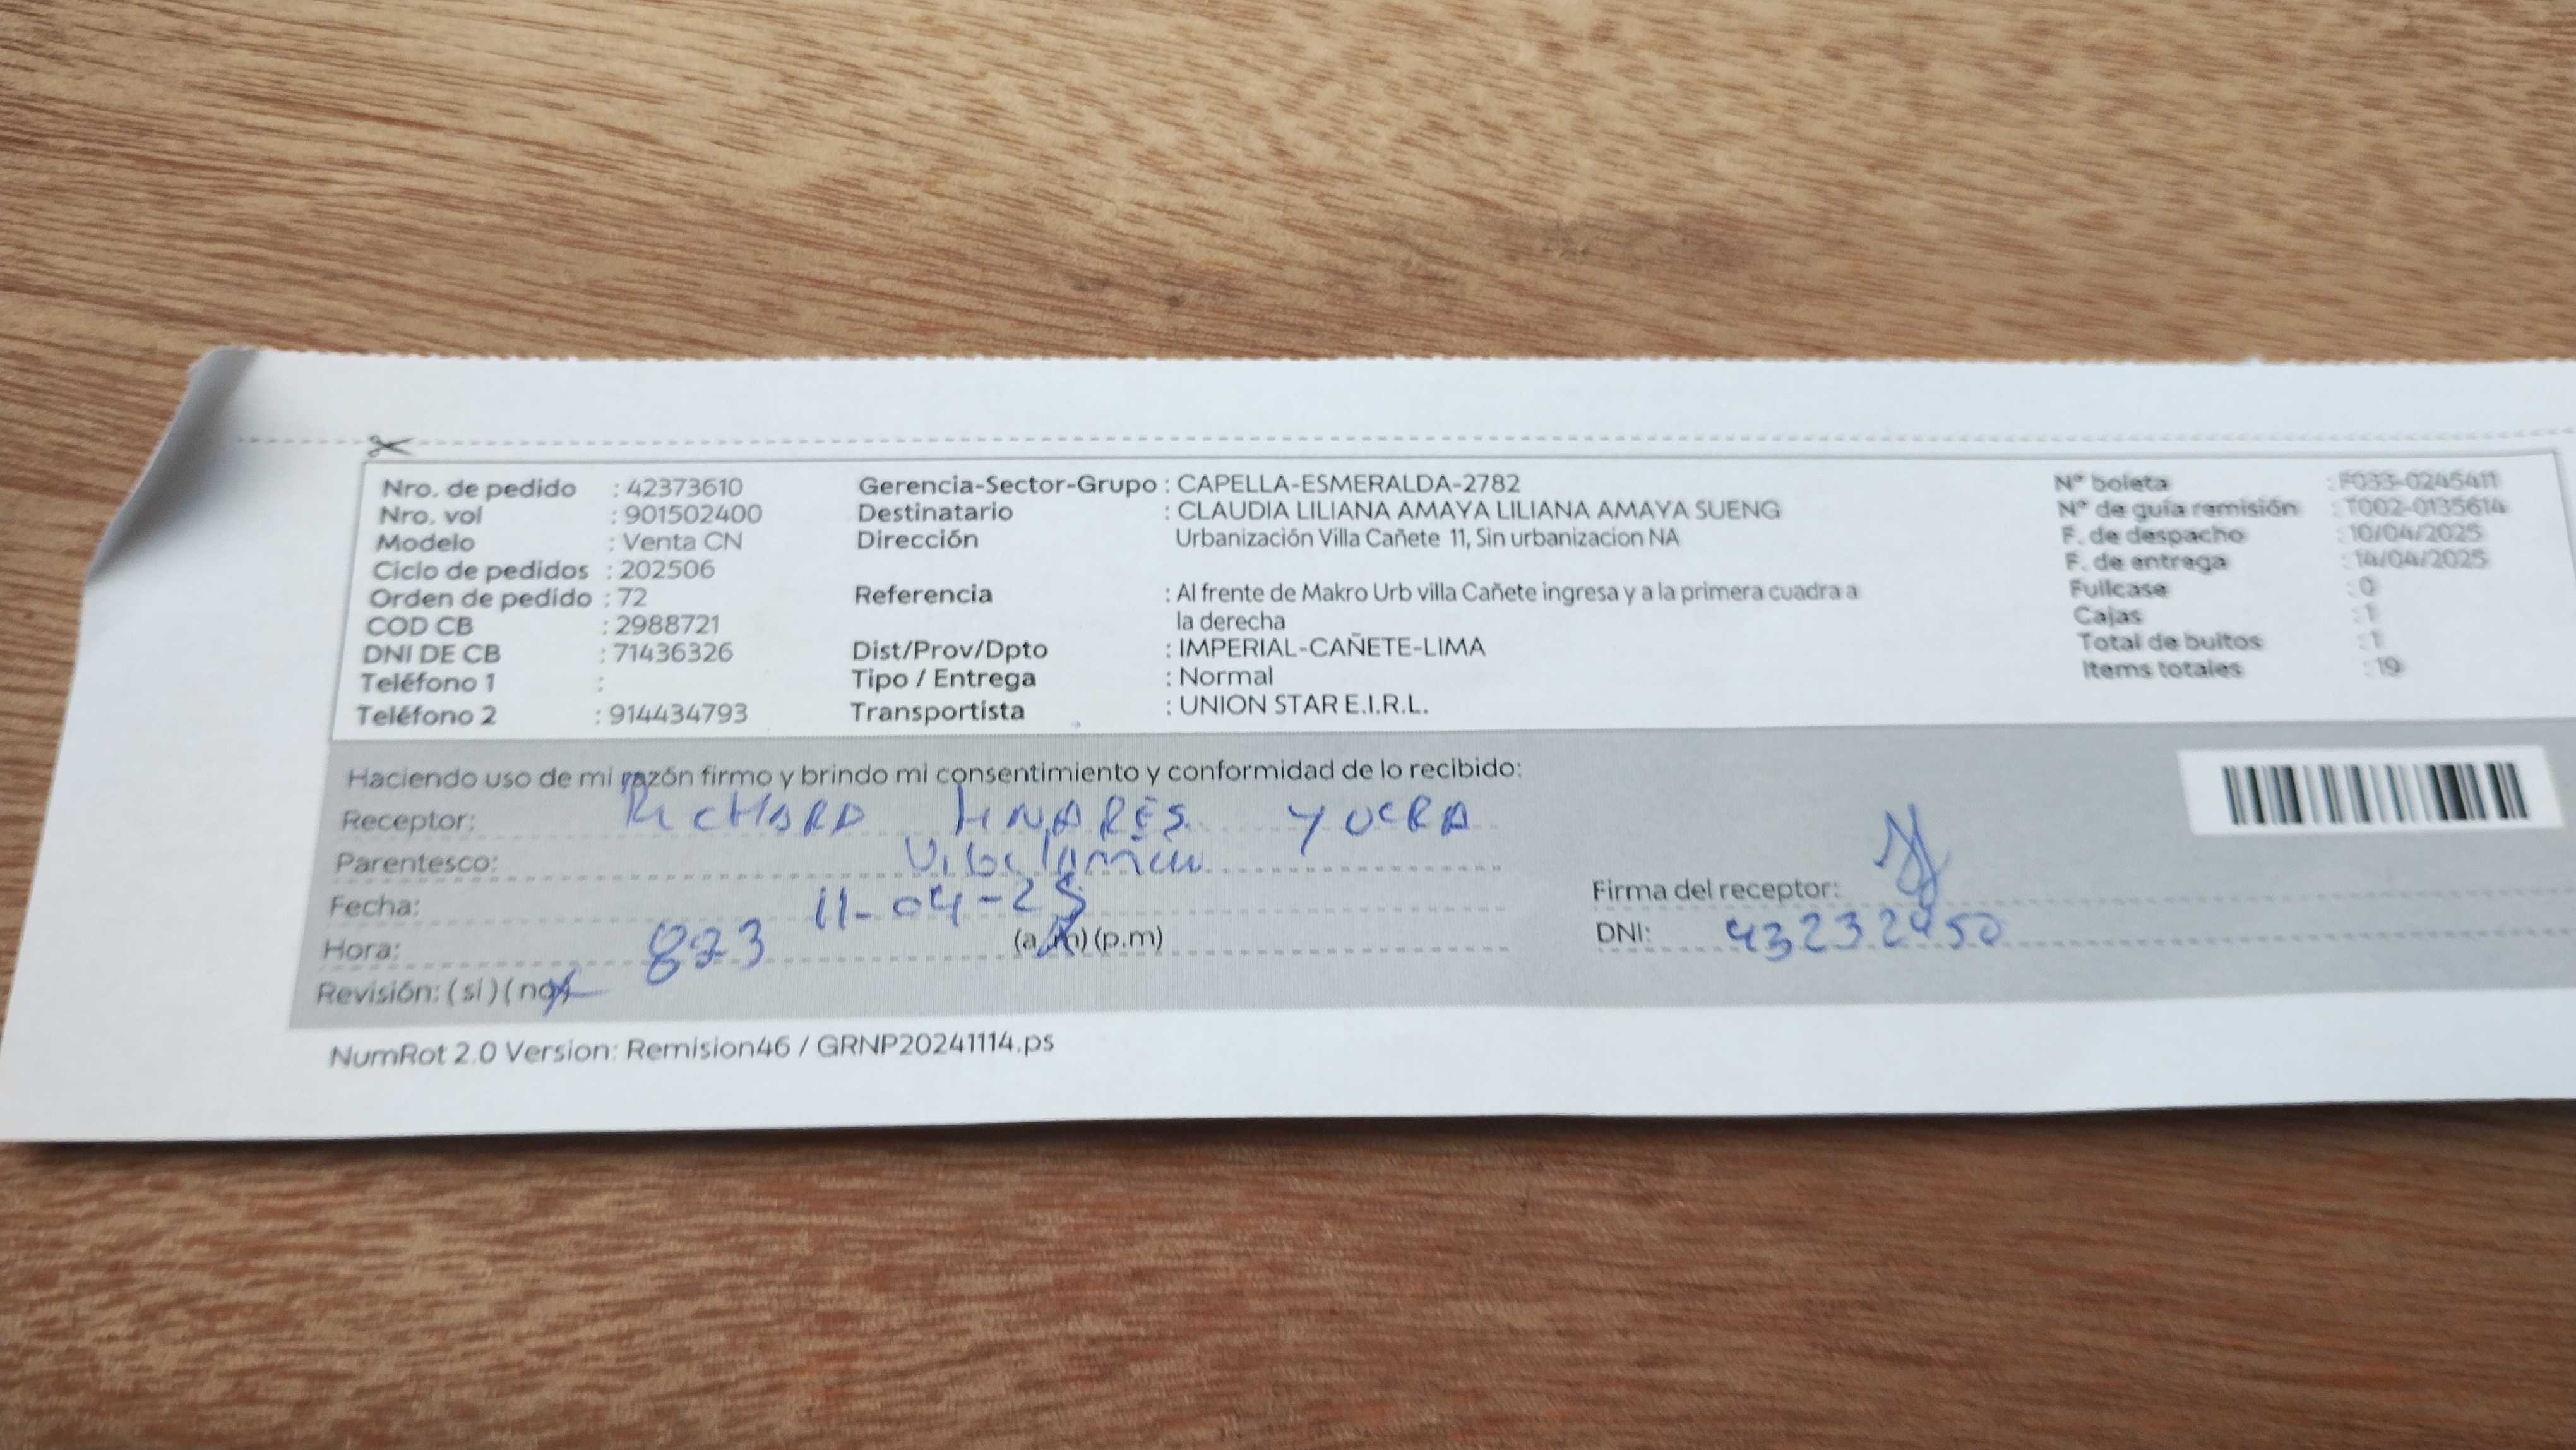 Nro. de pedido : 42373610
Nro. vol : 901502400
Modelo : Venta CN
Ciclo de pedidos : 202506
Orden de pedido : 72
COD CB : 2988721
DNI DE CB : 71436326
Teléfono 1 :
Teléfono 2 : 914434793
Gerencia-Sector-Grupo : CAPELLA-ESMERALDA-2782
Destinatario : CLAUDIA LILIANA AMAYA LILIANA AMAYA SUENG
Dirección Urbanización Villa Cañete 11, Sin urbanizacion NA
Referencia : Al frente de Makro Urb villa Cañete ingresa y a la primera cuadra a
la derecha
Dist/Prov/Dpto : IMPERIAL-CAÑETE-LIMA
Tipo / Entrega : Normal
Transportista : UNION STAR E.I.R.L.
Nº boleta : F033-0245411
Nº de guía remisión : T002-0135614
F. de despacho : 10/04/2025
F. de entrega : 14/04/2025
Fullcase : 0
Cajas : 1
Total de bultos : 1
Items totales : 19
Haciendo uso de mi razón firmo y brindo mi consentimiento y conformidad de lo recibido:
Receptor: RICHARD LINARES YUCRA
Parentesco:
Fecha: 11-04-25
Hora: 823 (a.m) (p.m)
Revisión: (si) (no)
Firma del receptor:
DNI: 43232450
NumRot 2.0 Version: Remision46 / GRNP20241114.ps